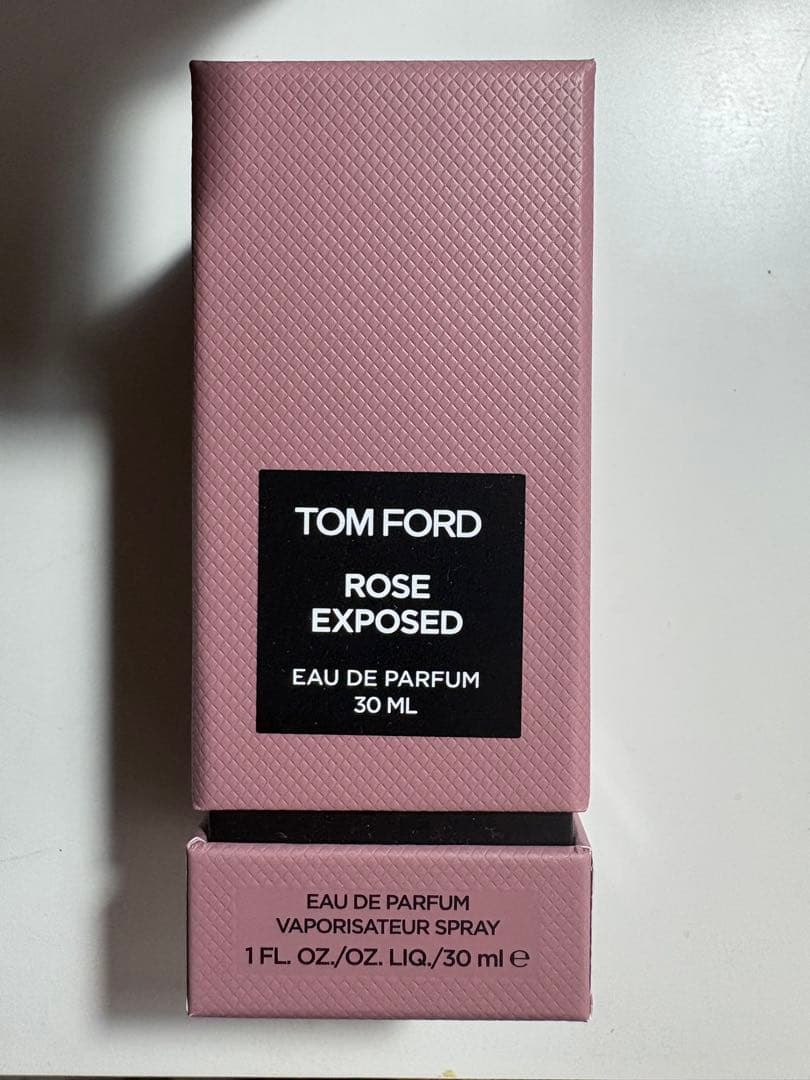 TOM FORD
ROSE
EXPOSED
EAU DE PARFUM
30 ML
EAU DE PARFUM
VAPORISATEUR SPRAY
1 FL. OZ./OZ. LIQ./30 ml ℮